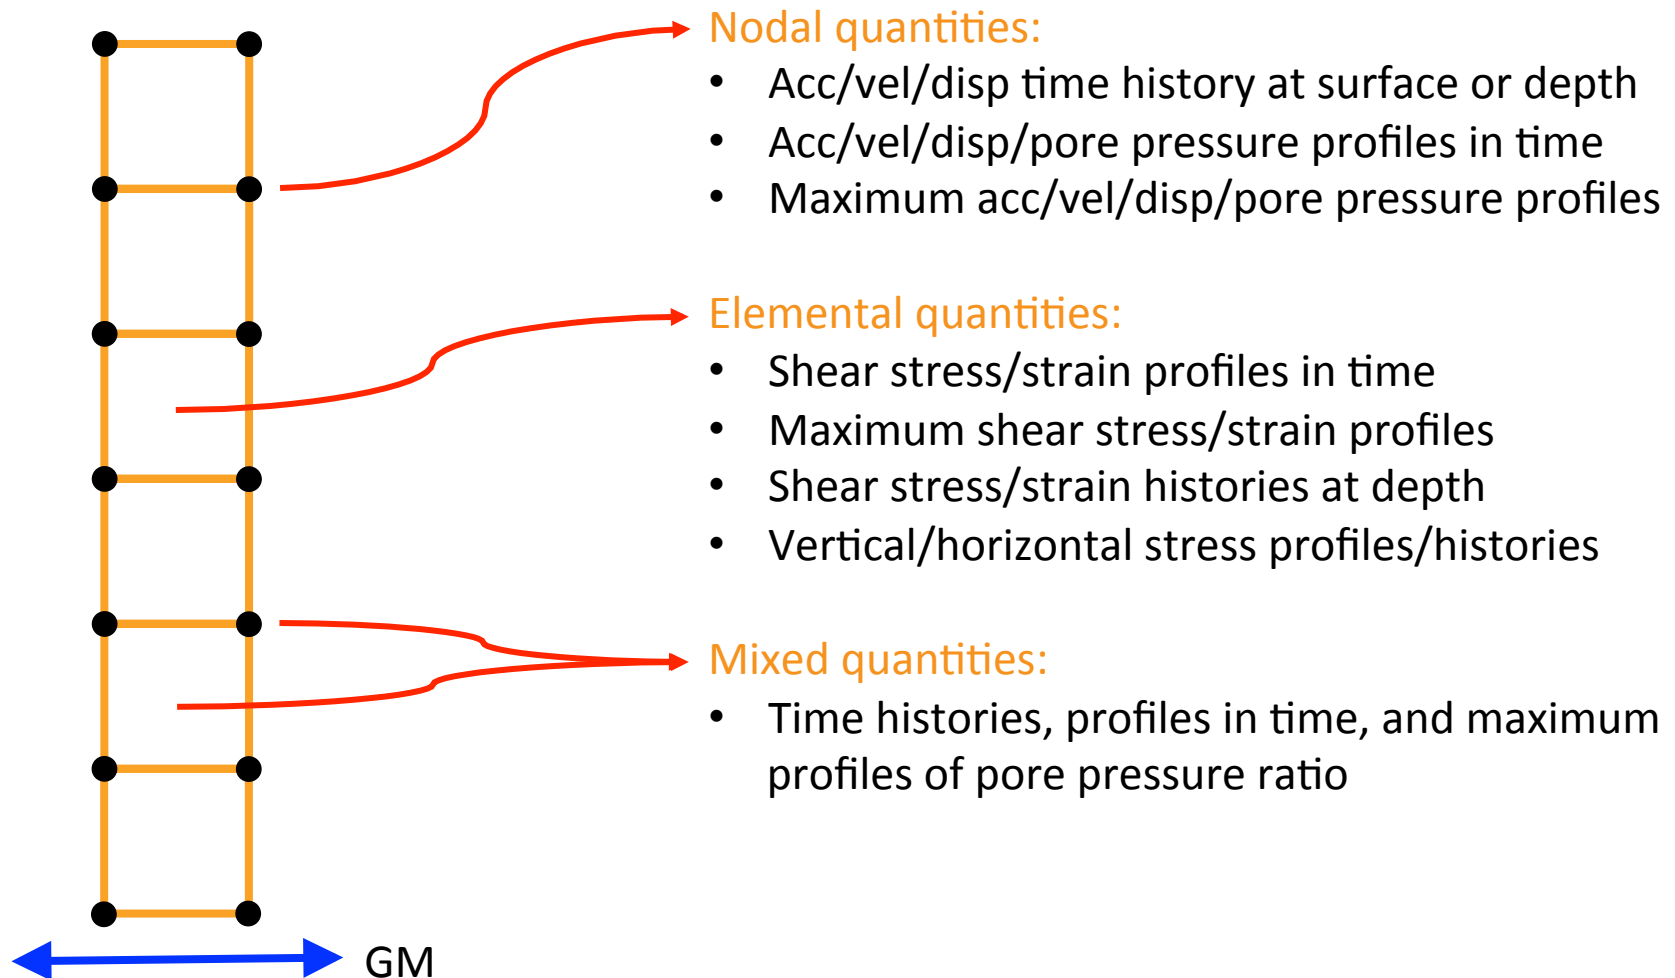 Nodal quantities:
• Acc/vel/disp time history at surface or depth
• Acc/vel/disp/pore pressure profiles in time
• Maximum acc/vel/disp/pore pressure profiles
Elemental quantities:
• Shear stress/strain profiles in time
• Maximum shear stress/strain profiles
• Shear stress/strain histories at depth
• Vertical/horizontal stress profiles/histories
Mixed quantities:
• Time histories, profiles in time, and maximum
profiles of pore pressure ratio
GM